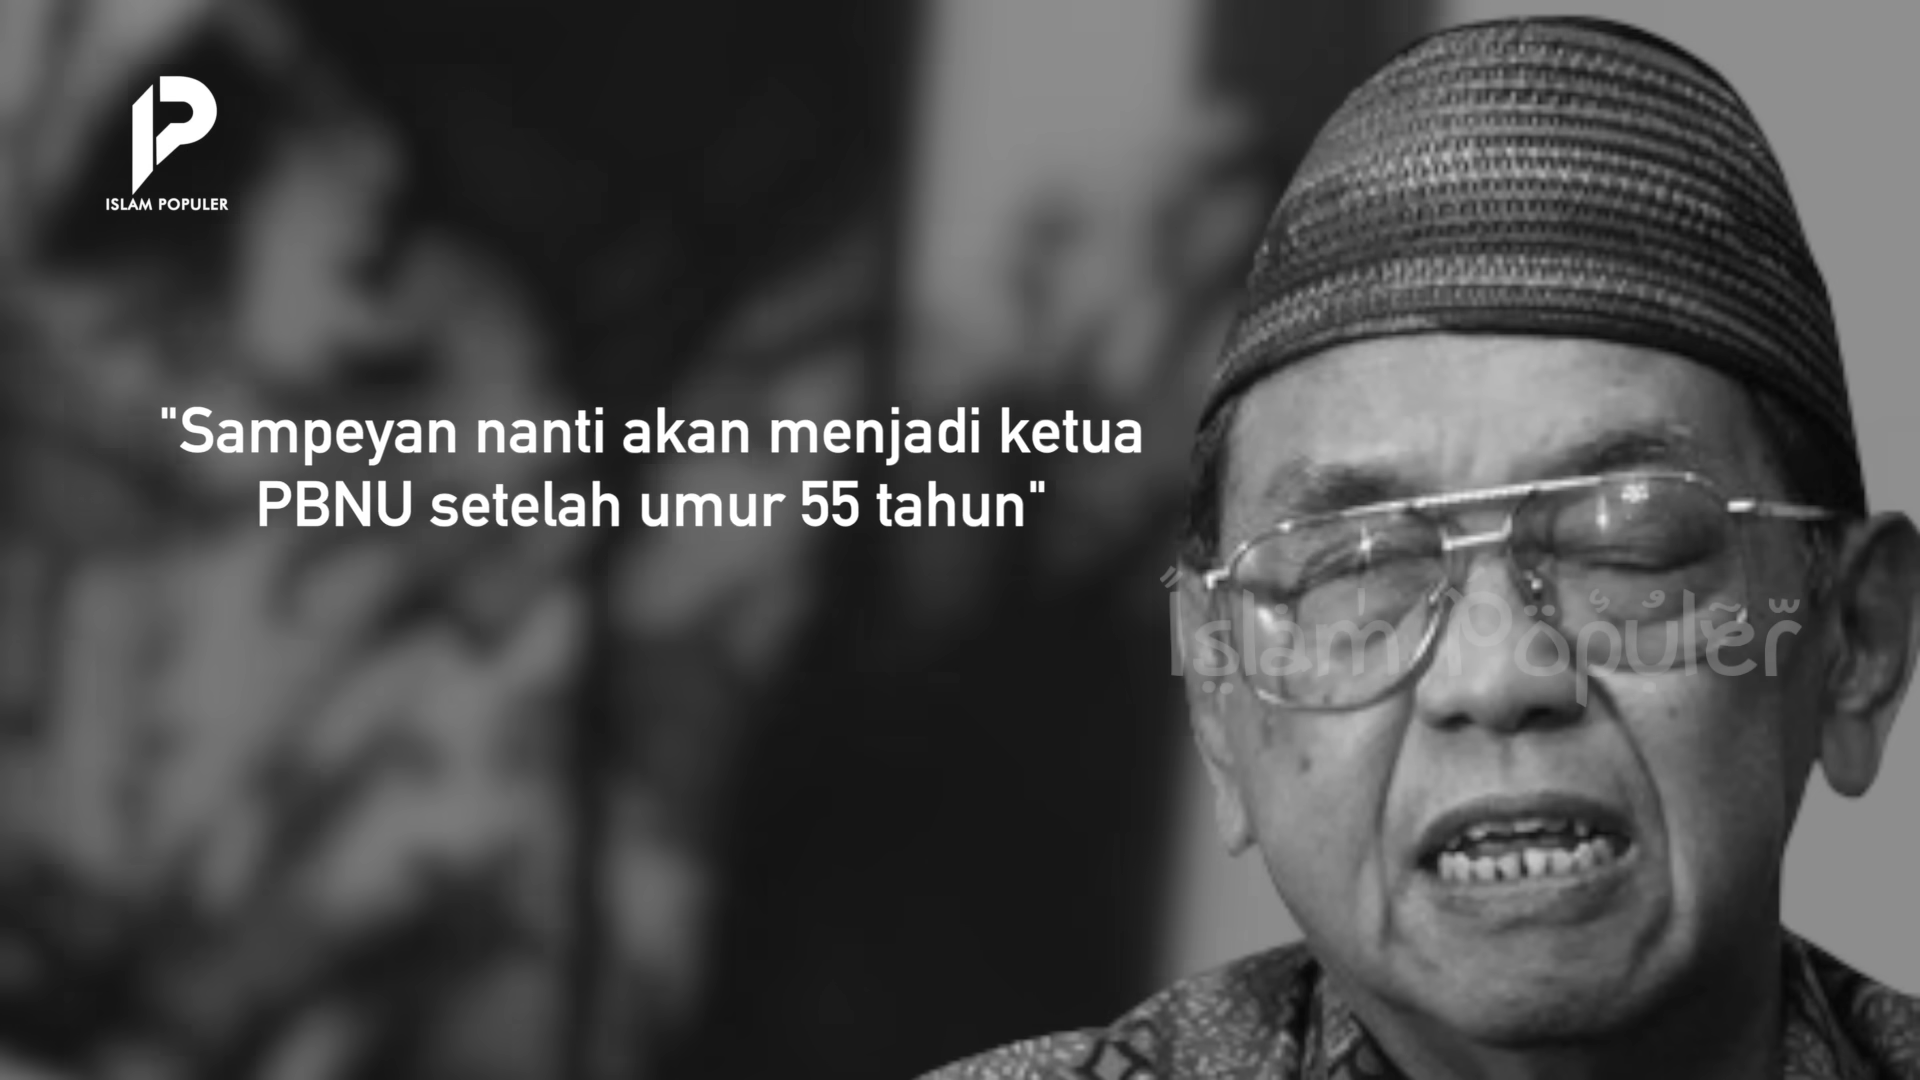 ISLAM POPULER
"Sampeyan nanti akan menjadi ketua
PBNU setelah umur 55 tahun"
Islam Populer